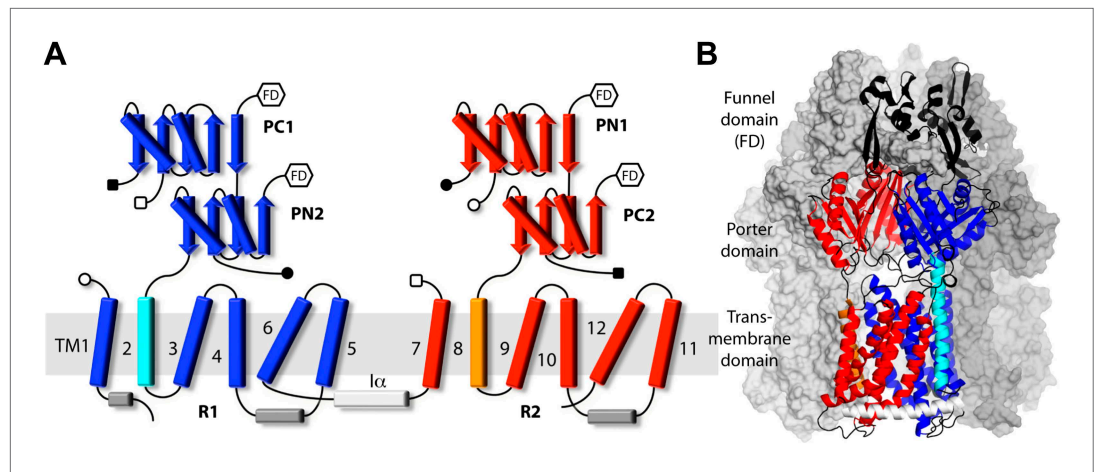 A
FD
PC1
FD
PN2
FD
PN1
FD
PC2
TM1
2
3
4
6
5
7
8
9
10
12
11
Iα
R1
R2
B
Funnel
domain
(FD)
Porter
domain
Trans-
membrane
domain